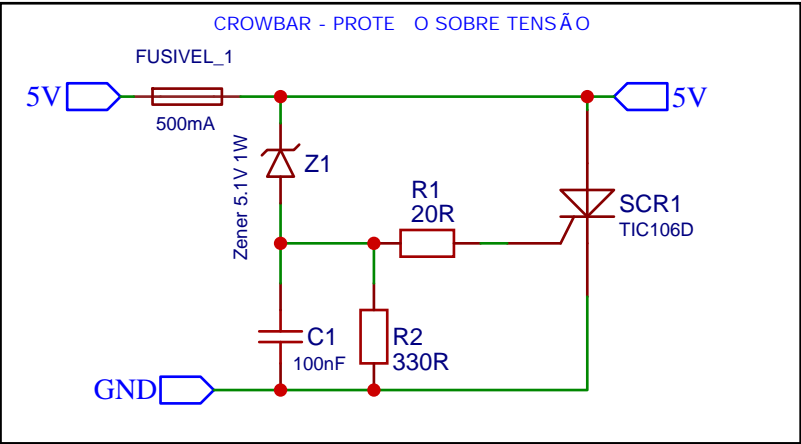 CROWBAR - PROTE O SOBRE TENSÃO
FUSIVEL_1
5V
5V
500mA
Zener 5.1V 1W
Z1
R1
20R
SCR1
TIC106D
C1
100nF
R2
330R
GND